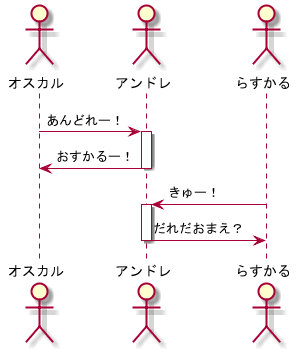 オスカル アンドレ らすかる
あんどれー！
おすかるー！
きゅー！
だれだおまえ？
オスカル アンドレ らすかる